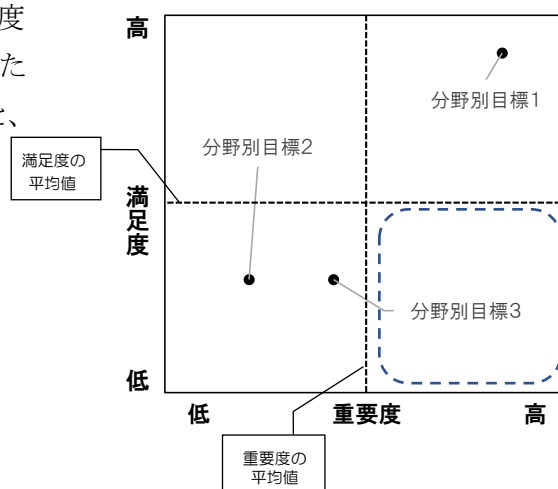 度
た
高
分野別目標1
分野別目標2
満足度の
平均値
満足度
分野別目標3
低
低
重要度
高
重要度の
平均値